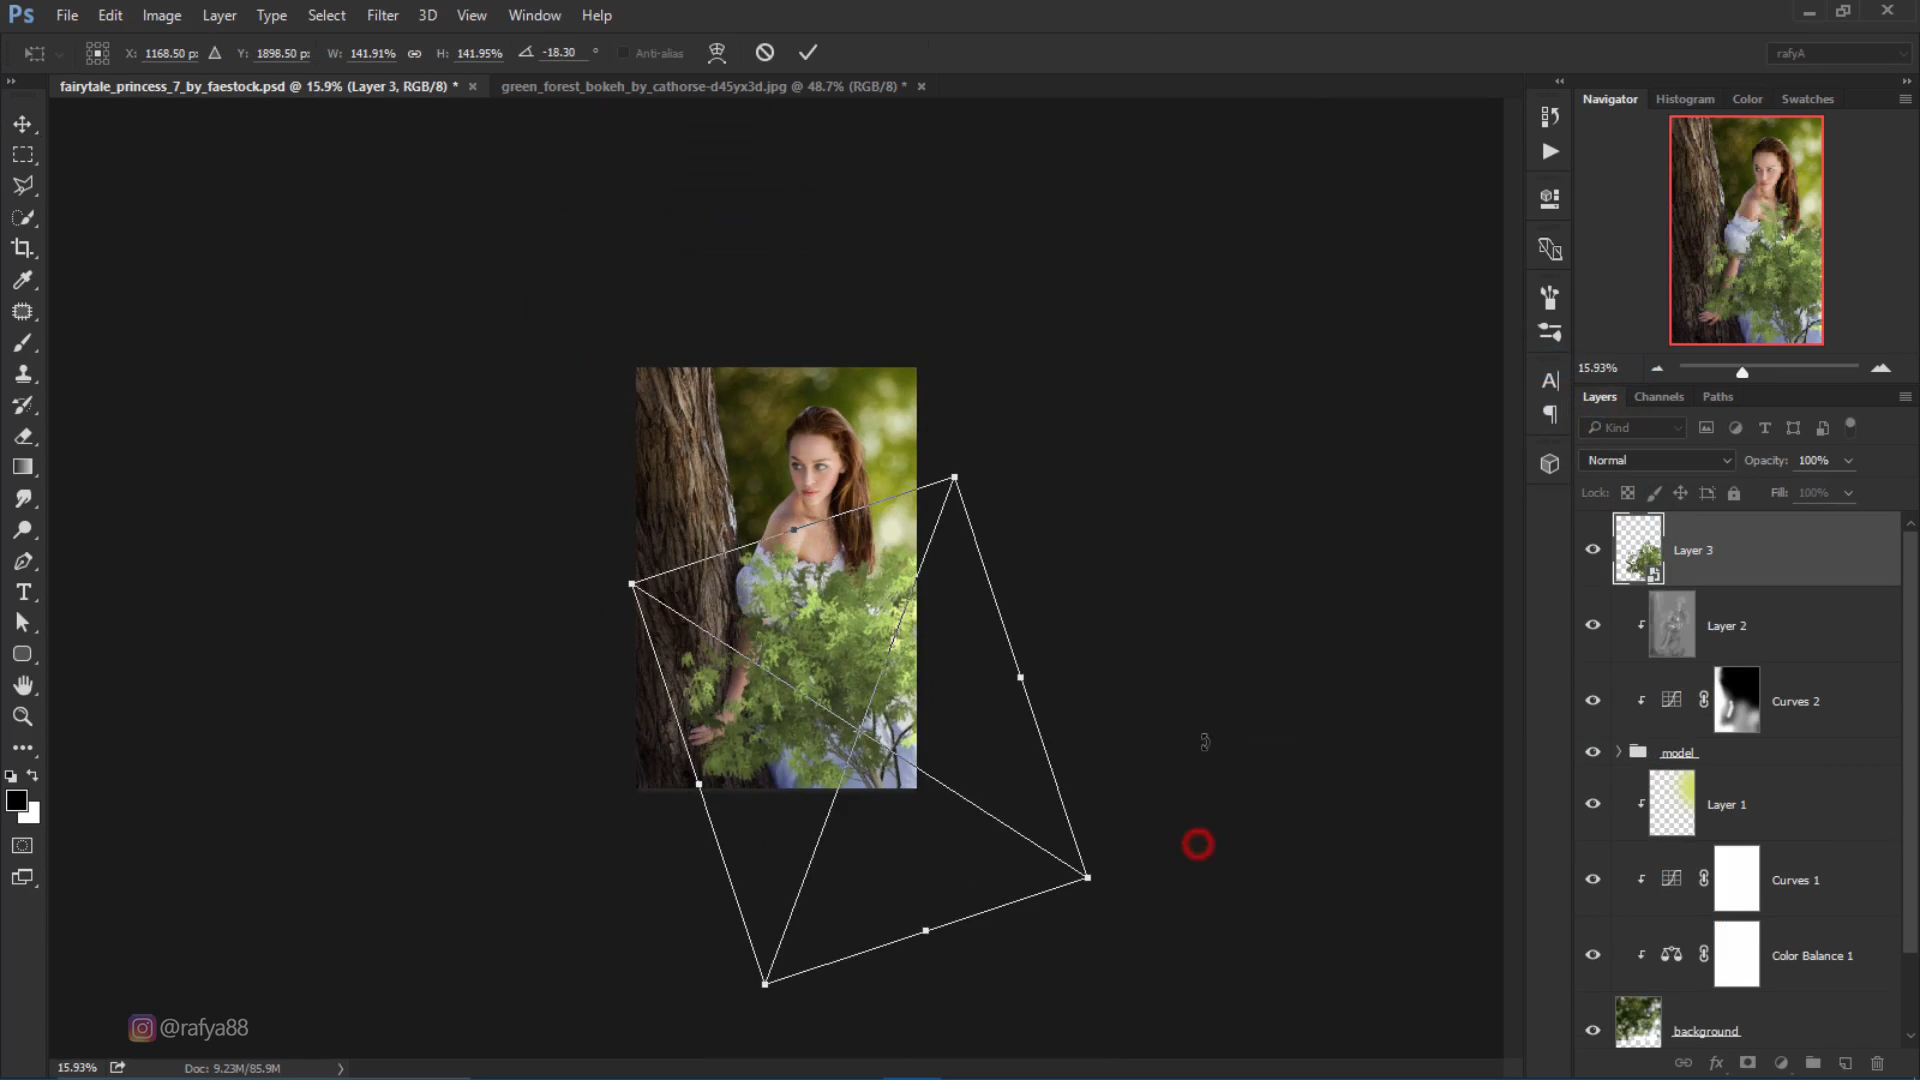 Ps File Edit Image Layer Type Select Filter 3D View Window Help
X: 1168.50 p: Y: 1898.50 p: W: 141.91% H: 141.95% -18.30 ° Anti-alias rafyA
fairytale_princess_7_by_faestock.psd @ 15.9% (Layer 3, RGB/8) * × green_forest_bokeh_by_cathorse-d45yx3d.jpg @ 48.7% (RGB/8) * ×
Navigator Histogram Color Swatches
15.93%
Layers Channels Paths
Kind
Normal Opacity: 100%
Lock: Fill: 100%
Layer 3
Layer 2
Curves 2
model
Layer 1
Curves 1
Color Balance 1
background
@rafya88
15.93% Doc: 9.23M/85.9M